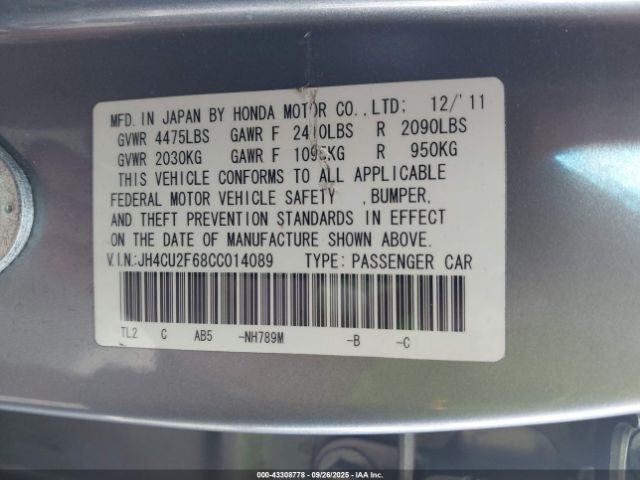 MFD. IN JAPAN BY HONDA MOTOR CO.,LTD: 12/'11
GVWR 4475LBS GAWR F 2410LBS R 2090LBS
GVWR 2030KG GAWR F 1095KG R 950KG
THIS VEHICLE CONFORMS TO ALL APPLICABLE
FEDERAL MOTOR VEHICLE SAFETY ,BUMPER,
AND THEFT PREVENTION STANDARDS IN EFFECT
ON THE DATE OF MANUFACTURE SHOWN ABOVE.
V.I.N:JH4CU2F68CC014089 TYPE: PASSENGER CAR
TL2 C AB5 -NH789M -B -C
000-43308778 - 09/26/2025 - IAA Inc.